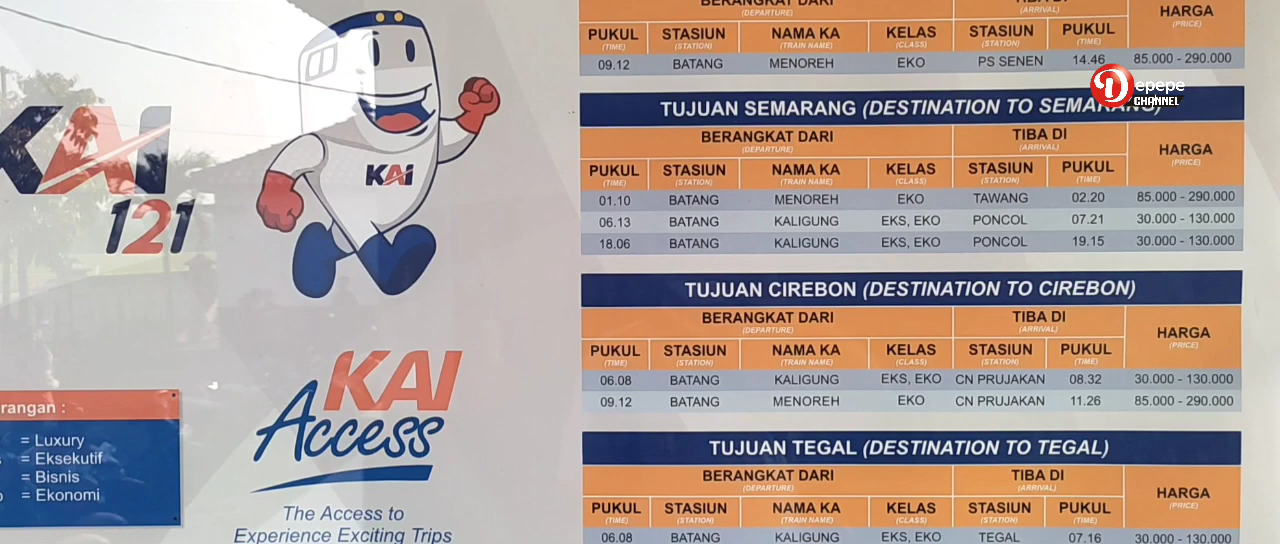 KAI
121
KAI
KAI
Access
The Access to
Experience Exciting Trips
rangan :
= Luxury
= Eksekutif
= Bisnis
= Ekonomi
Depepe
CHANNEL
BERANGKAT DARI TIBA DI
(DEPARTURE) (ARRIVAL) HARGA
(PRICE)
PUKUL STASIUN NAMA KA KELAS STASIUN PUKUL
(TIME) (STATION) (TRAIN NAME) (CLASS) (STATION) (TIME)
09.12 BATANG MENOREH EKO PS SENEN 14.46 85.000 - 290.000
TUJUAN SEMARANG (DESTINATION TO SEMARANG)
BERANGKAT DARI TIBA DI
(DEPARTURE) (ARRIVAL) HARGA
(PRICE)
PUKUL STASIUN NAMA KA KELAS STASIUN PUKUL
(TIME) (STATION) (TRAIN NAME) (CLASS) (STATION) (TIME)
01.10 BATANG MENOREH EKO TAWANG 02.20 85.000 - 290.000
06.13 BATANG KALIGUNG EKS, EKO PONCOL 07.21 30.000 - 130.000
18.06 BATANG KALIGUNG EKS, EKO PONCOL 19.15 30.000 - 130.000
TUJUAN CIREBON (DESTINATION TO CIREBON)
BERANGKAT DARI TIBA DI
(DEPARTURE) (ARRIVAL) HARGA
(PRICE)
PUKUL STASIUN NAMA KA KELAS STASIUN PUKUL
(TIME) (STATION) (TRAIN NAME) (CLASS) (STATION) (TIME)
06.08 BATANG KALIGUNG EKS, EKO CN PRUJAKAN 08.32 30.000 - 130.000
09.12 BATANG MENOREH EKO CN PRUJAKAN 11.26 85.000 - 290.000
TUJUAN TEGAL (DESTINATION TO TEGAL)
BERANGKAT DARI TIBA DI
(DEPARTURE) (ARRIVAL) HARGA
(PRICE)
PUKUL STASIUN NAMA KA KELAS STASIUN PUKUL
(TIME) (STATION) (TRAIN NAME) (CLASS) (STATION) (TIME)
06.08 BATANG KALIGUNG EKS, EKO TEGAL 07.16 30.000 - 130.000